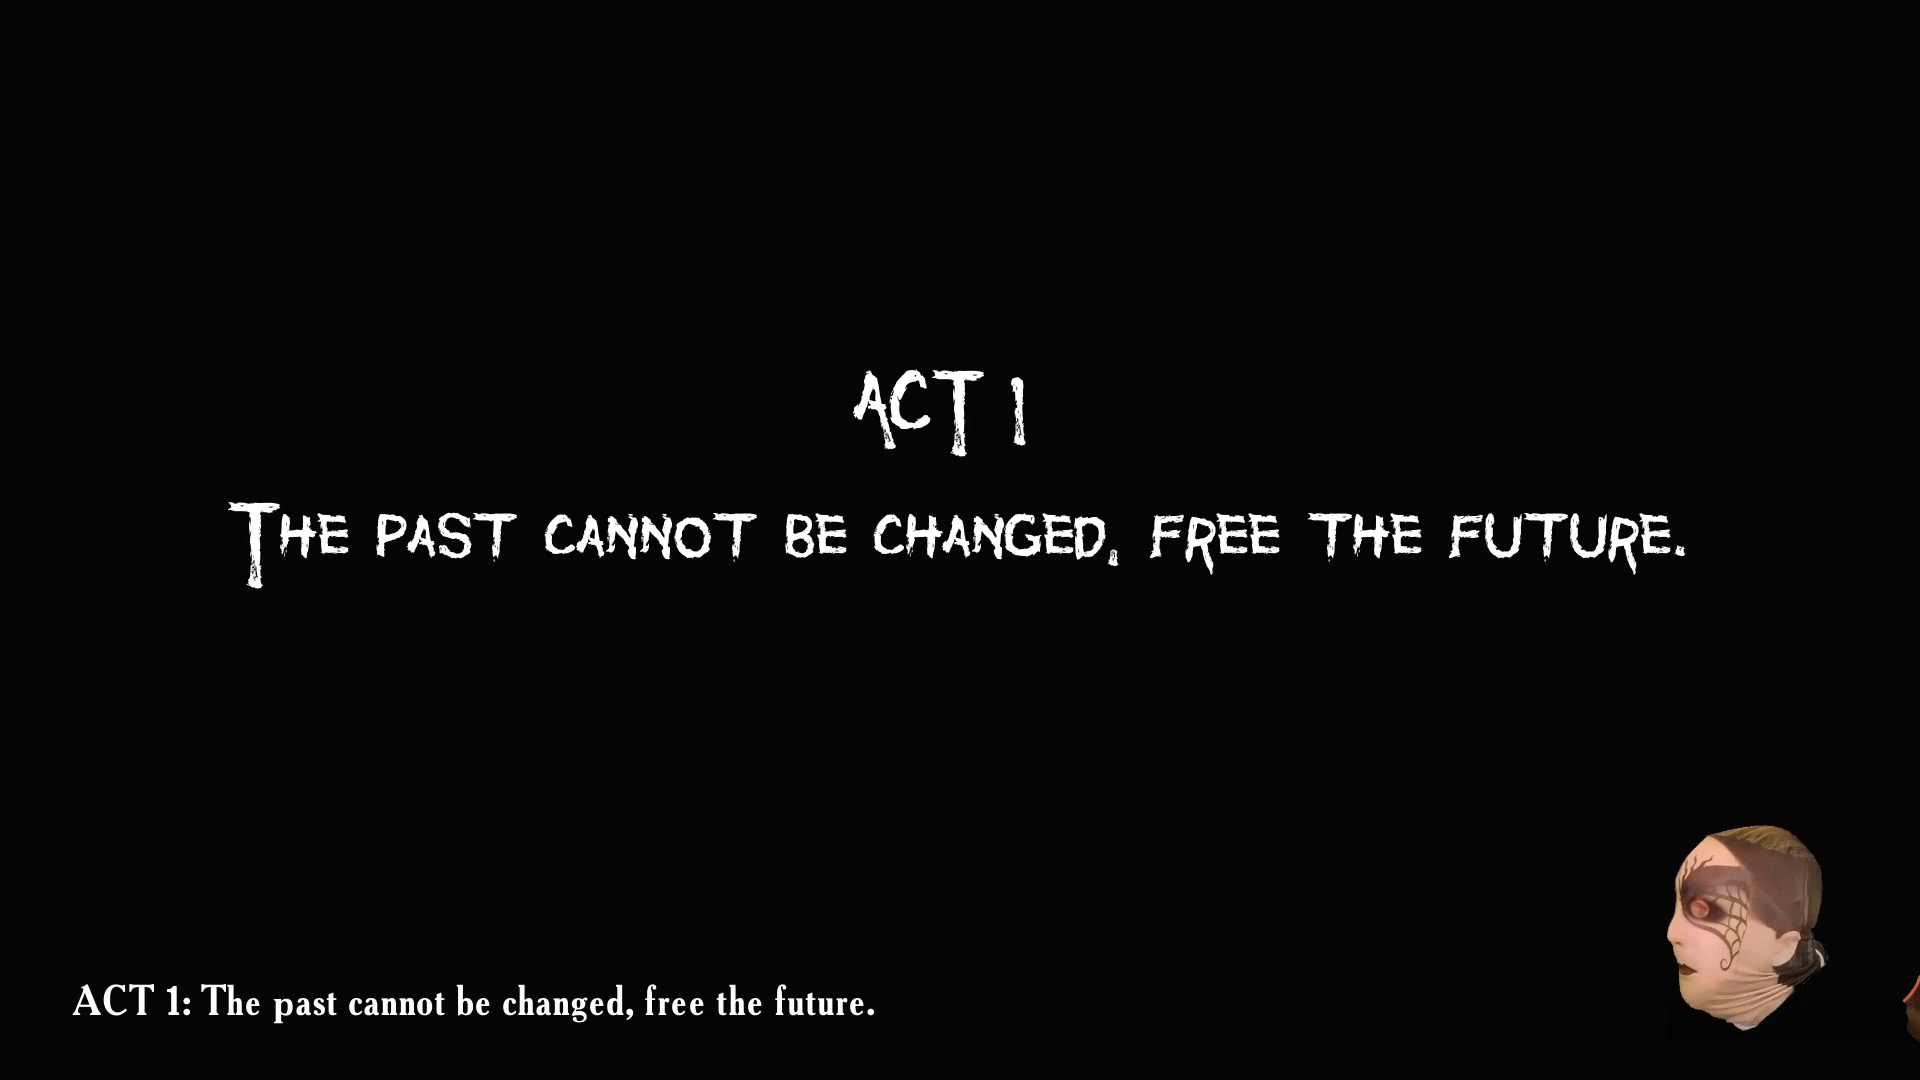 ACT 1
The past cannot be changed, free the future.
ACT 1: The past cannot be changed, free the future.